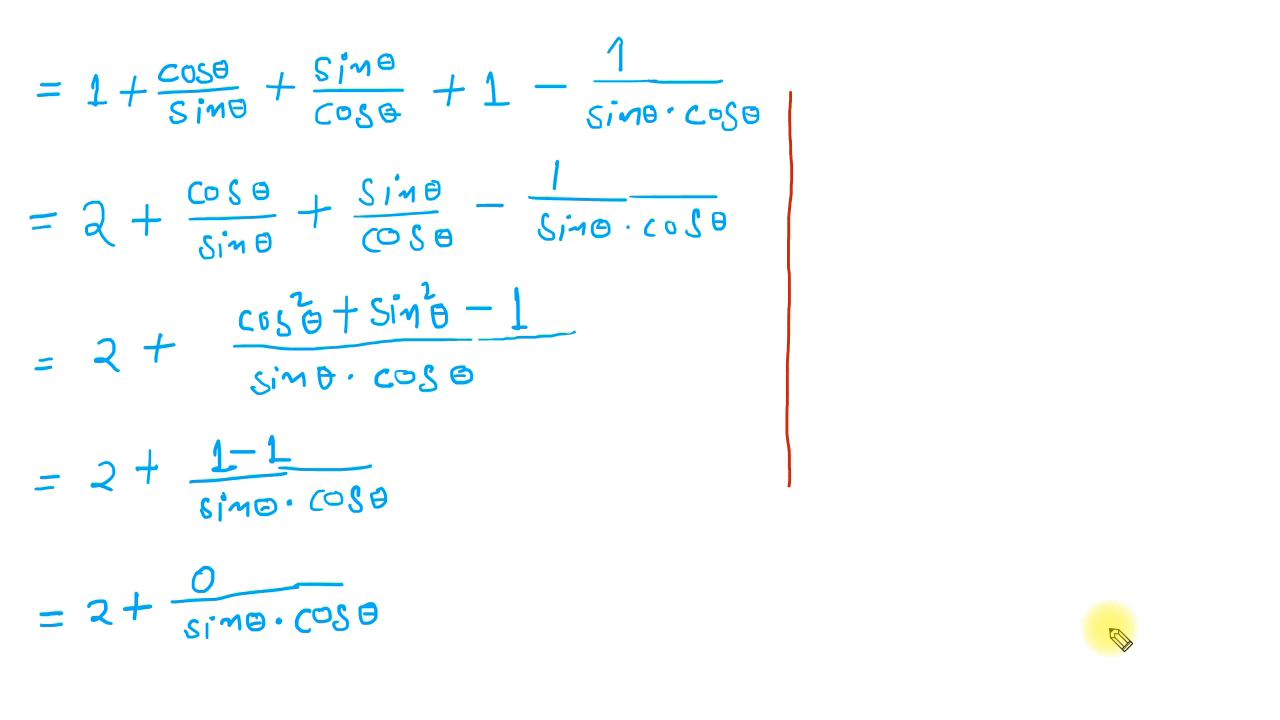 = 1 + cosθ/sinθ + sinθ/cosθ + 1 − 1/(sinθ · cosθ)
= 2 + cosθ/sinθ + sinθ/cosθ − 1/(sinθ · cosθ)
= 2 + (cos²θ + sin²θ − 1)/(sinθ · cosθ)
= 2 + (1 − 1)/(sinθ · cosθ)
= 2 + 0/(sinθ · cosθ)